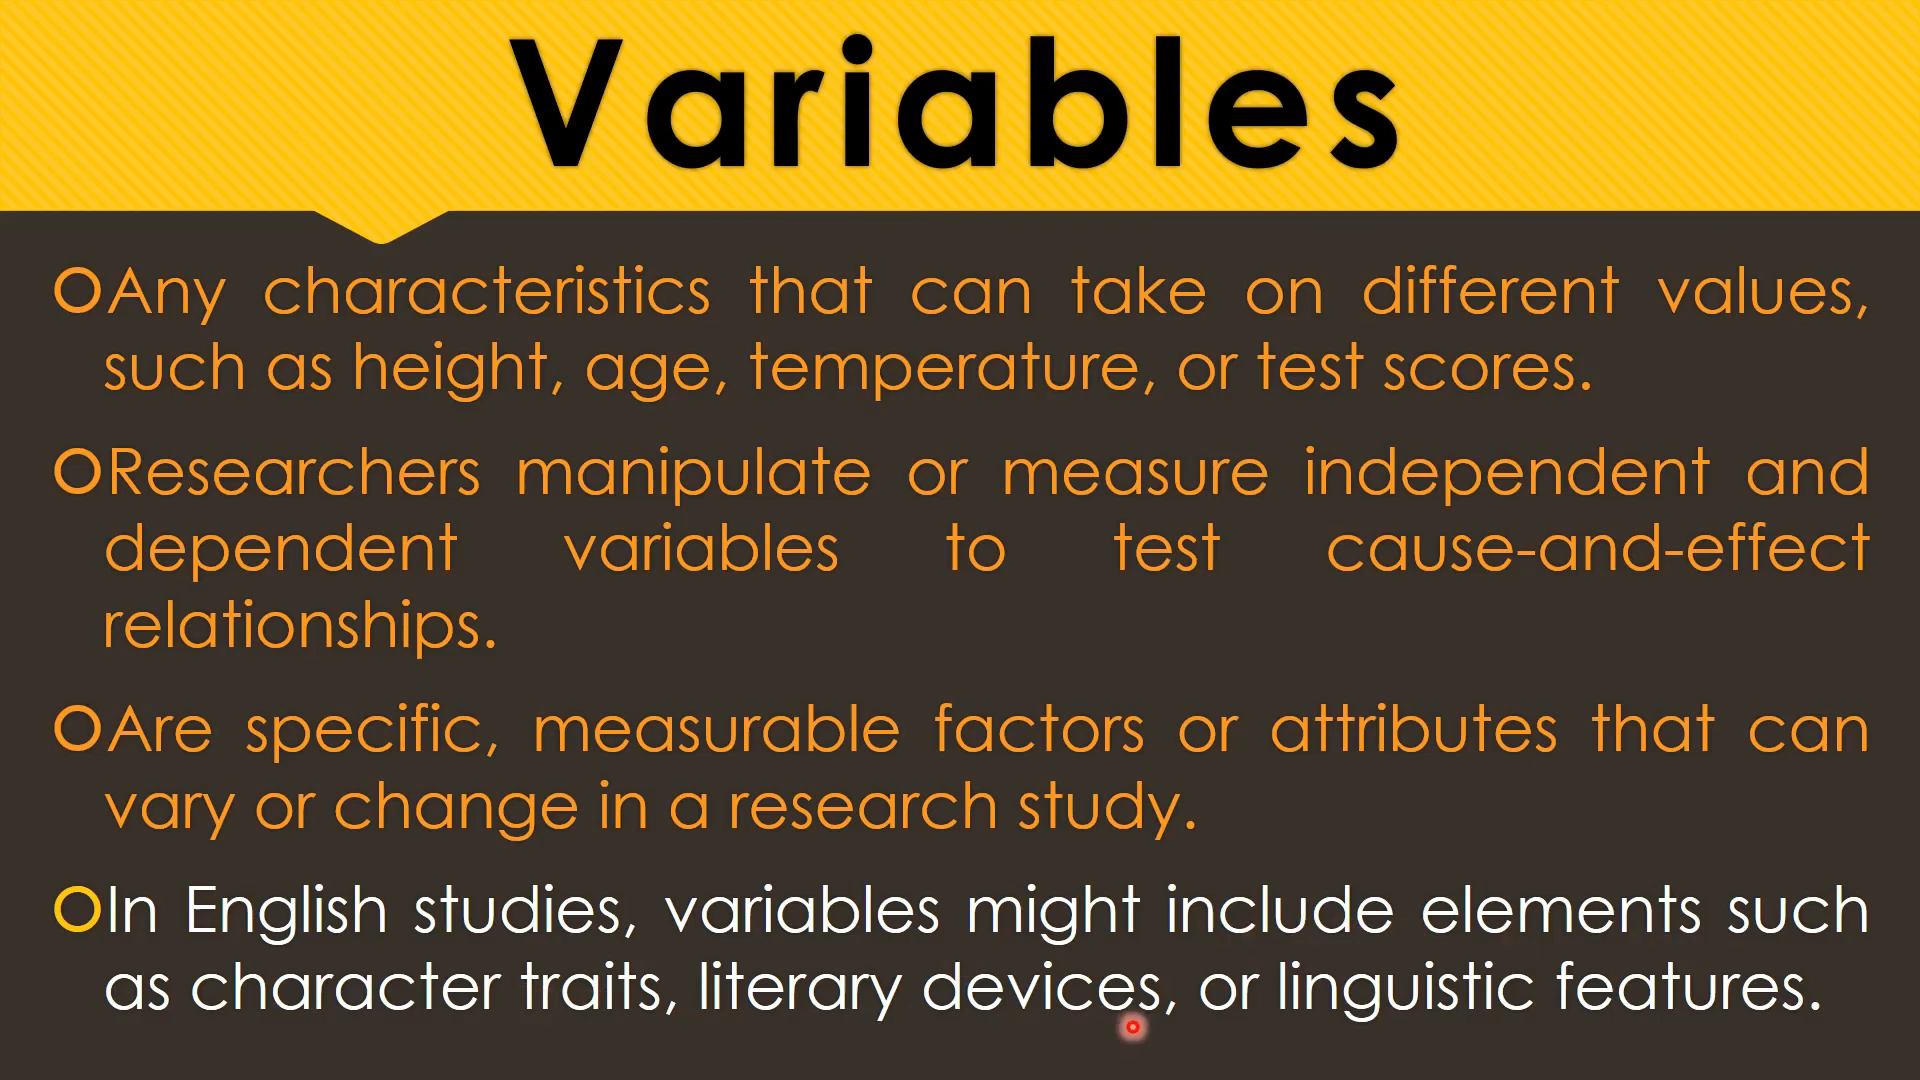 Variables
Any characteristics that can take on different values,
such as height, age, temperature, or test scores.
Researchers manipulate or measure independent and
dependent variables to test cause-and-effect
relationships.
Are specific, measurable factors or attributes that can
vary or change in a research study.
In English studies, variables might include elements such
as character traits, literary devices, or linguistic features.